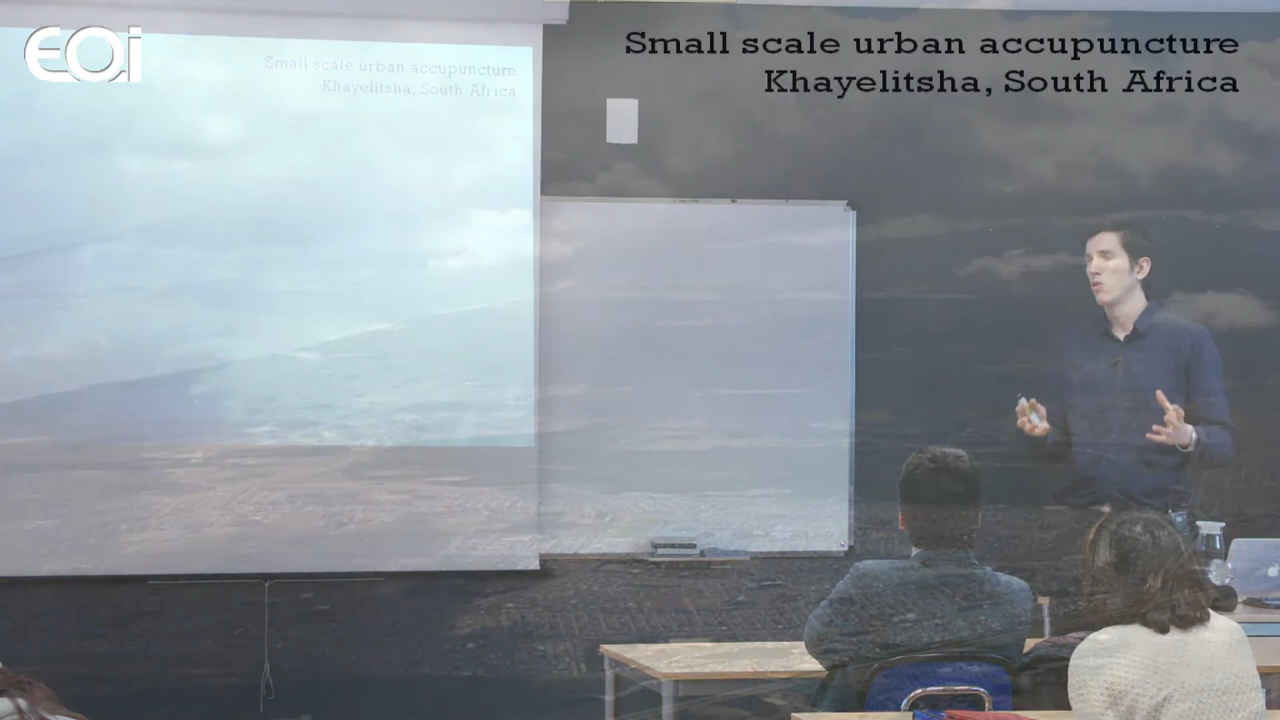 EOi
Small scale urban accupuncture
Khayelitsha, South Africa
Small scale urban accupuncture
Khayelitsha, South Africa